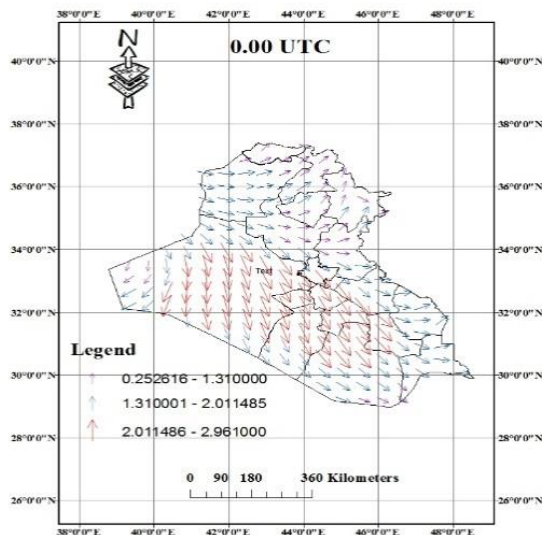 38°0'0"E 40°0'0"E 42°0'0"E 44°0'0"E 46°0'0"E 48°0'0"E
N
0.00 UTC
40°0'0"N 40°0'0"N
38°0'0"N 38°0'0"N
36°0'0"N 36°0'0"N
34°0'0"N 34°0'0"N
Text
32°0'0"N 32°0'0"N
Legend
0.252616 - 1.310000
30°0'0"N 30°0'0"N
1.310001 - 2.011485
2.011486 - 2.961000
28°0'0"N 28°0'0"N
0 90 180 360 Kilometers
26°0'0"N 26°0'0"N
38°0'0"E 40°0'0"E 42°0'0"E 44°0'0"E 46°0'0"E 48°0'0"E